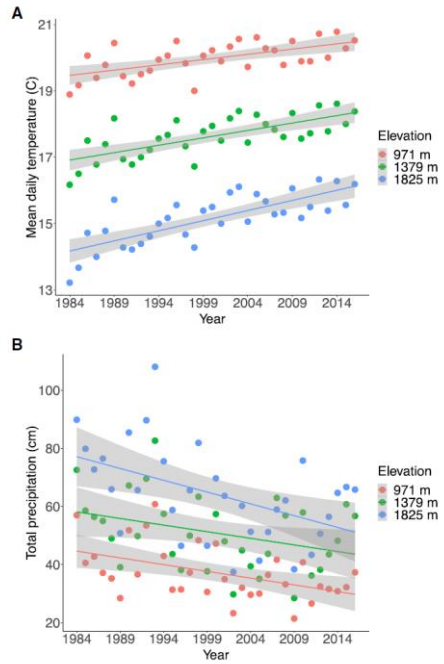 A
21
19
17
15
13
Mean daily temperature (C)
1984 1989 1994 1999 2004 2009 2014
Year
Elevation
971 m
1379 m
1825 m
B
100
80
60
40
20
Total precipitation (cm)
1984 1989 1994 1999 2004 2009 2014
Year
Elevation
971 m
1379 m
1825 m